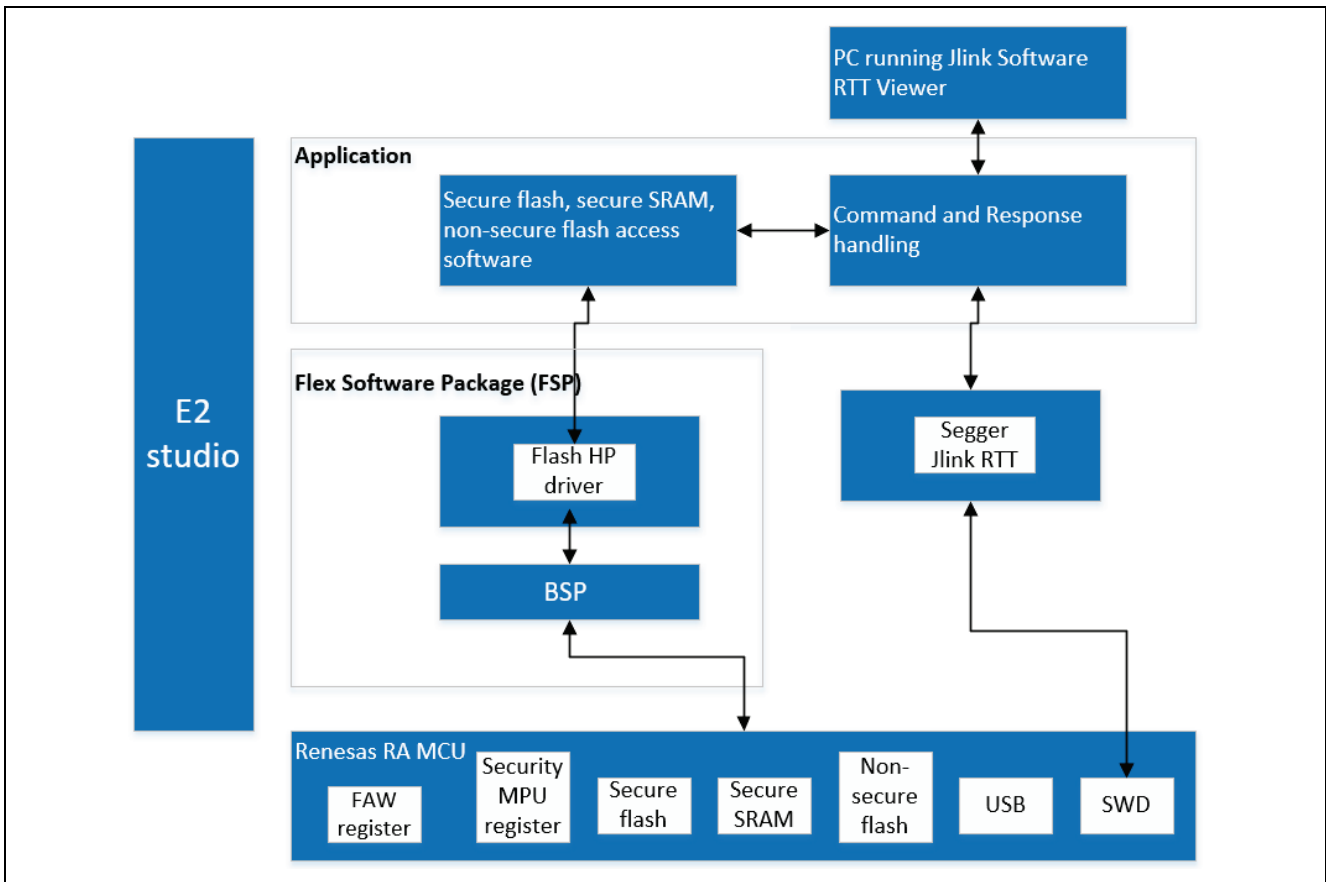 PC running Jlink Software
RTT Viewer
Application
Secure flash, secure SRAM,
non-secure flash access
software
Command and Response
handling
E2
studio
Flex Software Package (FSP)
Flash HP
driver
Segger
Jlink RTT
BSP
Renesas RA MCU
FAW
register
Security
MPU
register
Secure
flash
Secure
SRAM
Non-
secure
flash
USB
SWD